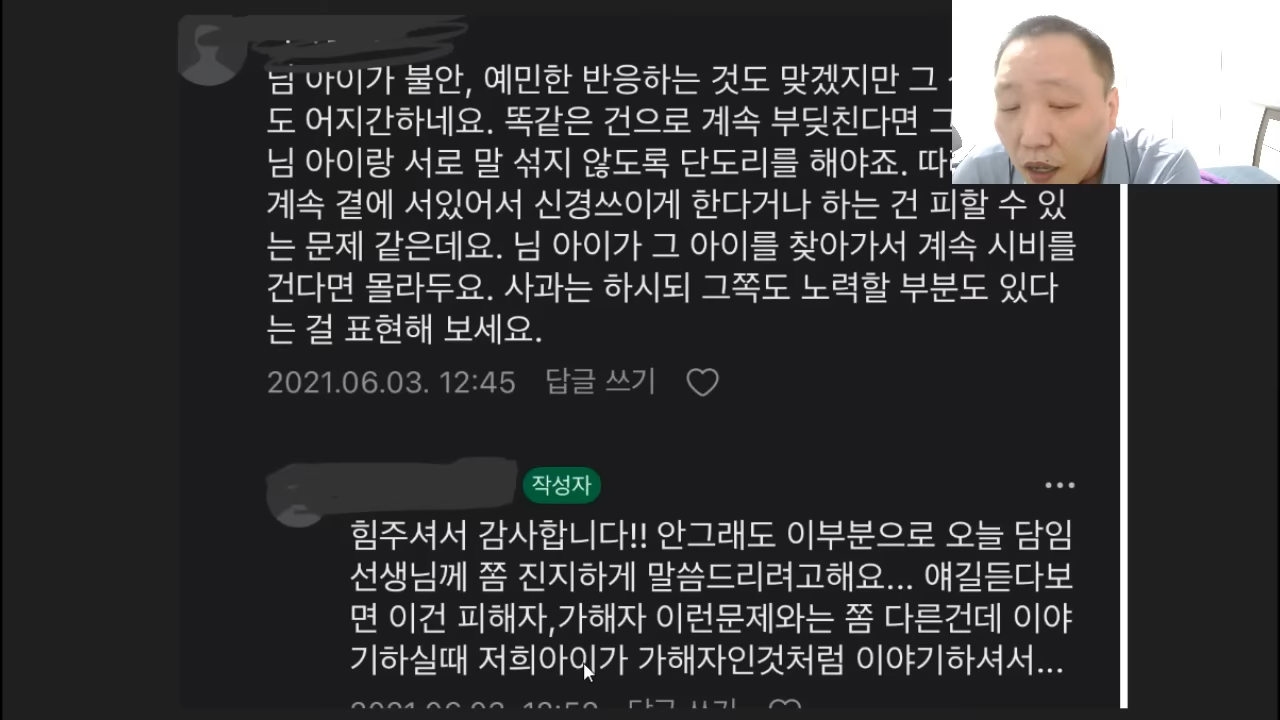 님 아이가 불안, 예민한 반응하는 것도 맞겠지만 그
도 어지간하네요. 똑같은 건으로 계속 부딪친다면
님 아이랑 서로 말 섞지 않도록 단도리를 해야죠.
계속 곁에 서있어서 신경쓰이게 한다거나 하는 건 피할 수 있
는 문제 같은데요. 님 아이가 그 아이를 찾아가서 계속 시비를
건다면 몰라두요. 사과는 하시되 그쪽도 노력할 부분도 있다
는 걸 표현해 보세요.
2021.06.03. 12:45 답글 쓰기
작성자
힘주셔서 감사합니다!! 안그래도 이부분으로 오늘 담임
선생님께 쫌 진지하게 말씀드리려고해요... 얘길듣다보
면 이건 피해자,가해자 이런문제와는 쫌 다른건데 이야
기하실때 저희아이가 가해자인것처럼 이야기하셔서...